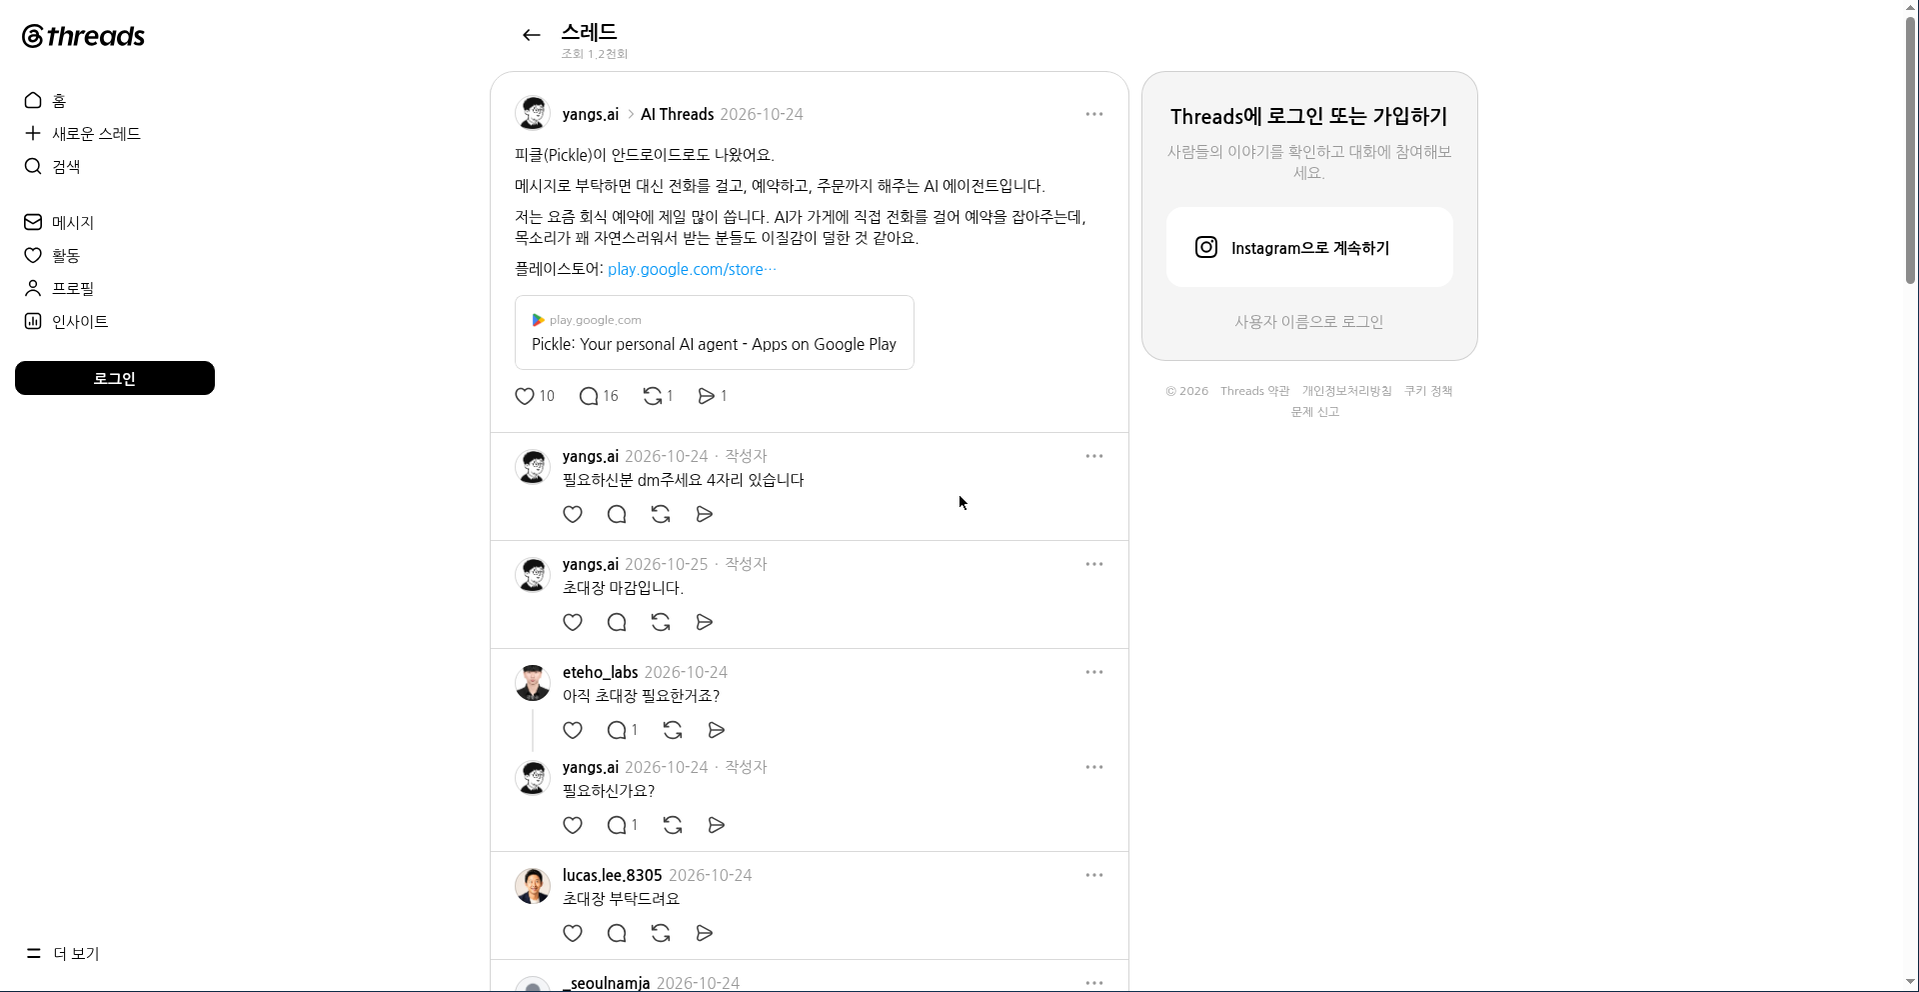 threads
홈
새로운 스레드
검색
메시지
활동
프로필
인사이트
로그인
더 보기
스레드
조회 1.2천회
yangs.ai > AI Threads 2026-10-24
피클(Pickle)이 안드로이드로도 나왔어요.
메시지로 부탁하면 대신 전화를 걸고, 예약하고, 주문까지 해주는 AI 에이전트입니다.
저는 요즘 회식 예약에 제일 많이 씁니다. AI가 가게에 직접 전화를 걸어 예약을 잡아주는데,
목소리가 꽤 자연스러워서 받는 분들도 이질감이 덜한 것 같아요.
플레이스토어: play.google.com/store…
play.google.com
Pickle: Your personal AI agent - Apps on Google Play
10 16 1 1
yangs.ai 2026-10-24 · 작성자
필요하신분 dm주세요 4자리 있습니다
yangs.ai 2026-10-25 · 작성자
초대장 마감입니다.
eteho_labs 2026-10-24
아직 초대장 필요한거죠?
1
yangs.ai 2026-10-24 · 작성자
필요하신가요?
1
lucas.lee.8305 2026-10-24
초대장 부탁드려요
_seoulnamja 2026-10-24
Threads에 로그인 또는 가입하기
사람들의 이야기를 확인하고 대화에 참여해보
세요.
Instagram으로 계속하기
사용자 이름으로 로그인
© 2026 Threads 약관 개인정보처리방침 쿠키 정책
문제 신고